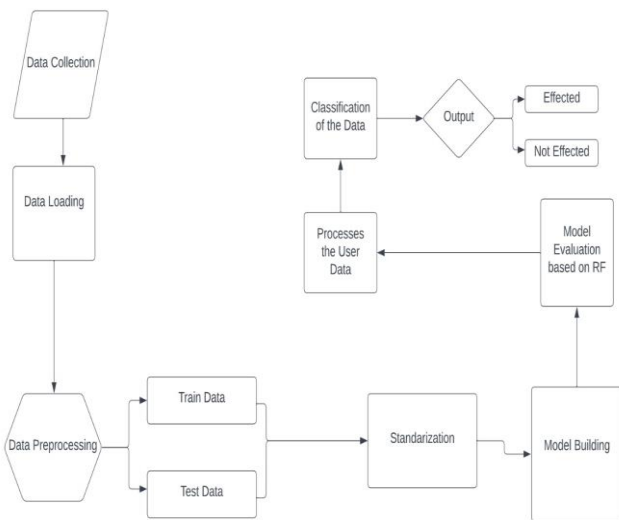 Data Collection
Data Loading
Data Preprocessing
Train Data
Test Data
Standarization
Model Building
Model
Evaluation
based on RF
Processes
the User
Data
Classification
of the Data
Output
Effected
Not Effected